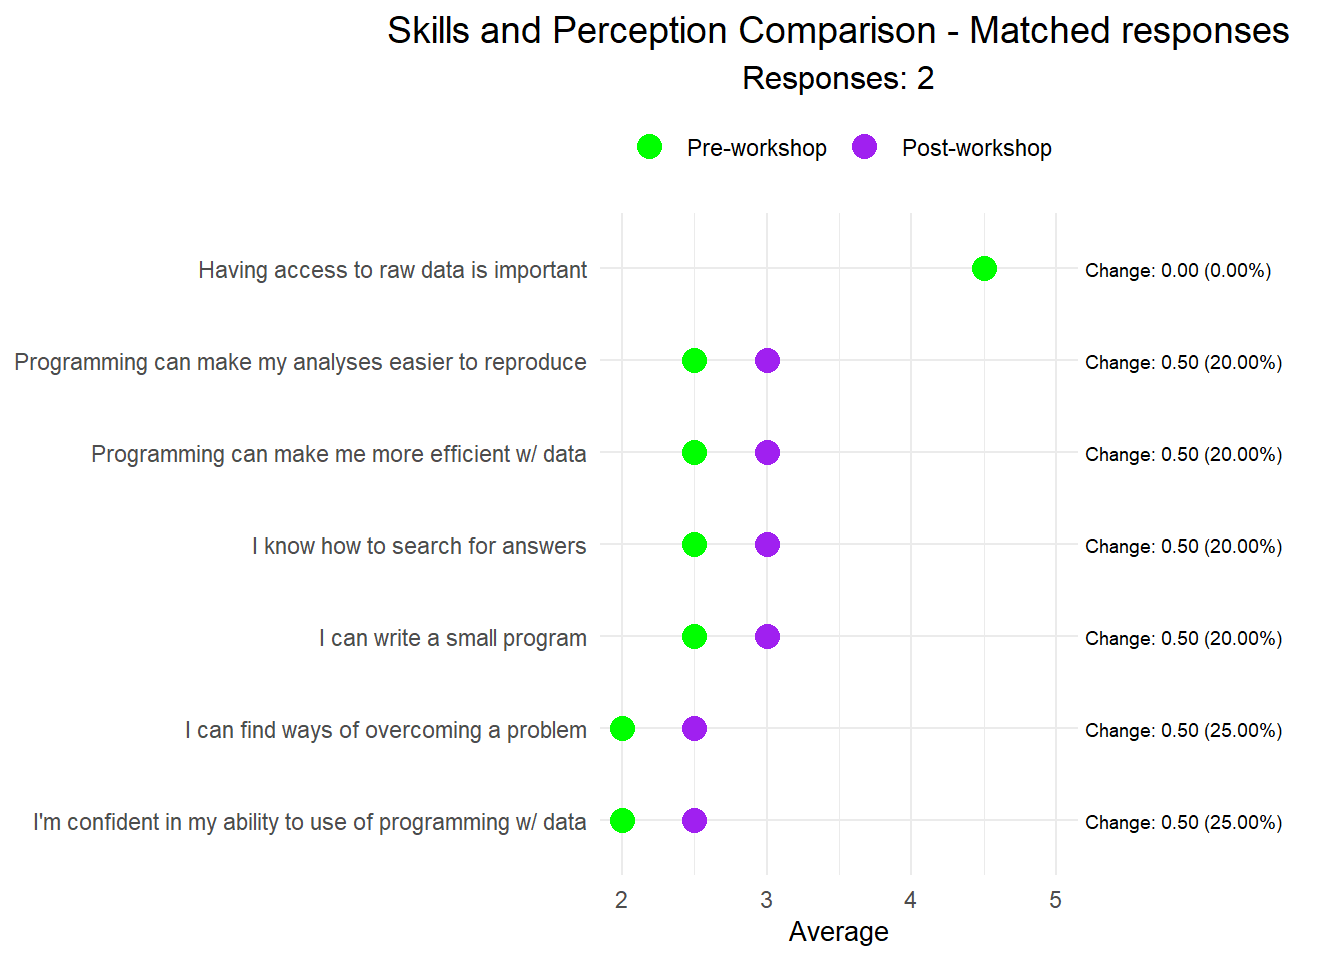 Skills and Perception Comparison - Matched responses
Responses: 2
Pre-workshop Post-workshop
Having access to raw data is important Change: 0.00 (0.00%)
Programming can make my analyses easier to reproduce Change: 0.50 (20.00%)
Programming can make me more efficient w/ data Change: 0.50 (20.00%)
I know how to search for answers Change: 0.50 (20.00%)
I can write a small program Change: 0.50 (20.00%)
I can find ways of overcoming a problem Change: 0.50 (25.00%)
I'm confident in my ability to use of programming w/ data Change: 0.50 (25.00%)
2 3 4 5
Average